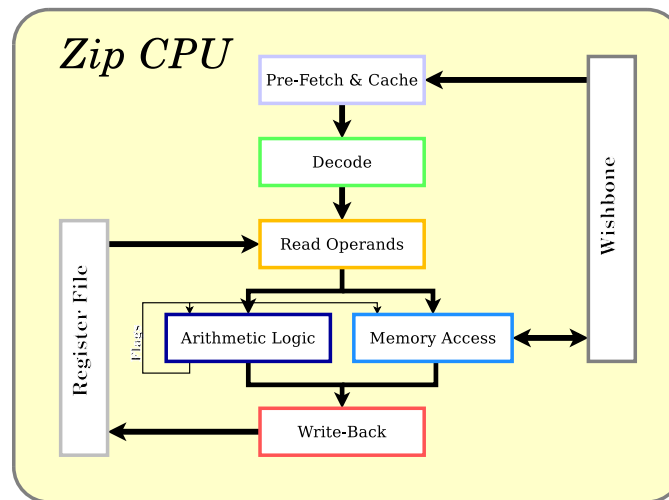 Zip CPU
Pre-Fetch & Cache
Decode
Read Operands
Register File
Wishbone
Flags
Arithmetic Logic
Memory Access
Write-Back